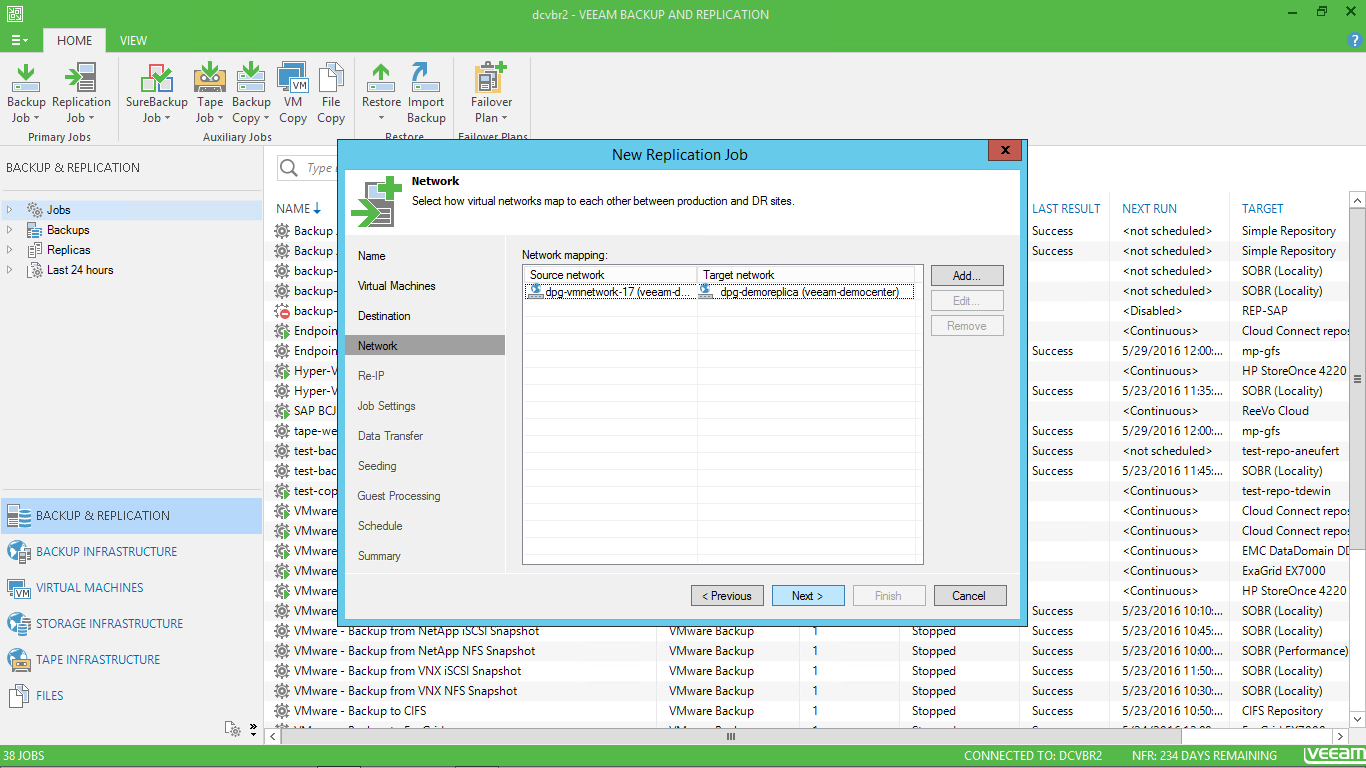 dcvbr2 - VEEAM BACKUP AND REPLICATION
HOME VIEW
Backup Job Replication Job SureBackup Job Tape Job Backup Copy VM Copy File Copy Restore Import Backup Failover Plan
Primary Jobs Auxiliary Jobs Restore Failover Plans
BACKUP & REPLICATION
Jobs
Backups
Replicas
Last 24 hours
BACKUP & REPLICATION
BACKUP INFRASTRUCTURE
VIRTUAL MACHINES
STORAGE INFRASTRUCTURE
TAPE INFRASTRUCTURE
FILES
New Replication Job
Network
Select how virtual networks map to each other between production and DR sites.
Name
Virtual Machines
Destination
Network
Re-IP
Job Settings
Data Transfer
Seeding
Guest Processing
Schedule
Summary
Network mapping:
Source network Target network
dpg-vmnetwork-17 (veeam-d... dpg-demoreplica (veeam-democenter)
Add...
Edit...
Remove
< Previous Next > Finish Cancel
Type
NAME LAST RESULT NEXT RUN TARGET
Backup Success <not scheduled> Simple Repository
Backup Success <not scheduled> Simple Repository
backup- <not scheduled> SOBR (Locality)
backup- <not scheduled> SOBR (Locality)
backup- <Disabled> REP-SAP
Endpoin <Continuous> Cloud Connect repos
Endpoin Success 5/29/2016 12:00:... mp-gfs
Hyper-V <Continuous> HP StoreOnce 4220
Hyper-V Success 5/23/2016 11:35:... SOBR (Locality)
SAP BCJ <Continuous> ReeVo Cloud
tape-we Success 5/29/2016 12:00:... mp-gfs
test-bac Success <not scheduled> test-repo-aneufert
test-bac Success 5/23/2016 11:45:... SOBR (Locality)
test-cop <Continuous> test-repo-tdewin
VMware <Continuous> Cloud Connect repos
VMware <Continuous> Cloud Connect repos
VMware <Continuous> EMC DataDomain DD
VMware <Continuous> ExaGrid EX7000
VMware <Continuous> HP StoreOnce 4220
VMware Success 5/23/2016 10:10:... SOBR (Locality)
VMware - Backup from NetApp iSCSI Snapshot VMware Backup 1 Stopped Success 5/23/2016 10:45:... SOBR (Locality)
VMware - Backup from NetApp NFS Snapshot VMware Backup 1 Stopped Success 5/23/2016 10:00:... SOBR (Performance)
VMware - Backup from VNX iSCSI Snapshot VMware Backup 1 Stopped Success 5/23/2016 11:50:... SOBR (Locality)
VMware - Backup from VNX NFS Snapshot VMware Backup 1 Stopped Success 5/23/2016 10:30:... SOBR (Locality)
VMware - Backup to CIFS VMware Backup 1 Stopped Success 5/23/2016 10:50:... CIFS Repository
38 JOBS CONNECTED TO: DCVBR2 NFR: 234 DAYS REMAINING veeam